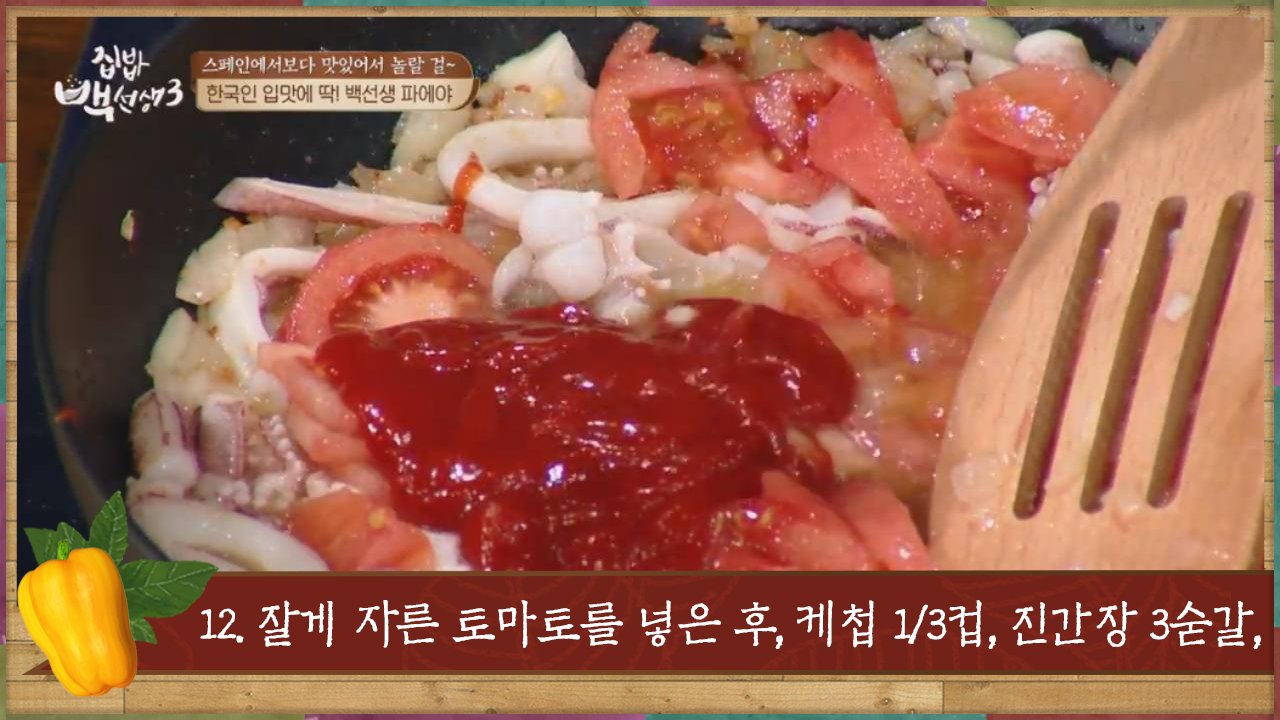 집밥
백선생3
스페인에서보다 맛있어서 놀랄 걸~
한국인 입맛에 딱! 백선생 파에야
12. 잘게 자른 토마토를 넣은 후, 케첩 1/3컵, 진간장 3숟갈,